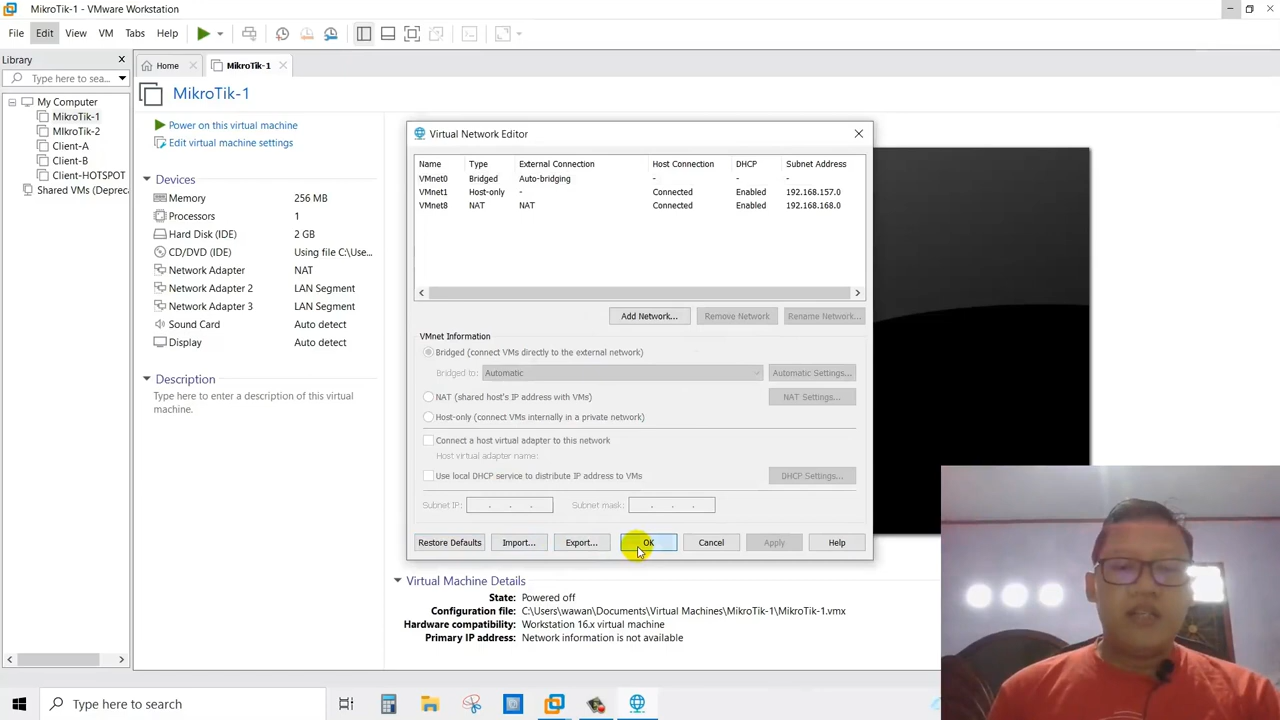 MikroTik-1 - VMware Workstation
File Edit View VM Tabs Help
Library
Type here to sea...
Home
MikroTik-1
My Computer
MikroTik-1
MIkroTik-2
Client-A
Client-B
Client-HOTSPOT
Shared VMs (Deprec
MikroTik-1
Power on this virtual machine
Edit virtual machine settings
Devices
Memory 256 MB
Processors 1
Hard Disk (IDE) 2 GB
CD/DVD (IDE) Using file C:\Use...
Network Adapter NAT
Network Adapter 2 LAN Segment
Network Adapter 3 LAN Segment
Sound Card Auto detect
Display Auto detect
Description
Type here to enter a description of this virtual
machine.
Virtual Network Editor
Name Type External Connection Host Connection DHCP Subnet Address
VMnet0 Bridged Auto-bridging - - -
VMnet1 Host-only - Connected Enabled 192.168.157.0
VMnet8 NAT NAT Connected Enabled 192.168.168.0
Add Network... Remove Network Rename Network...
VMnet Information
Bridged (connect VMs directly to the external network)
Bridged to: Automatic Automatic Settings...
NAT (shared host's IP address with VMs) NAT Settings...
Host-only (connect VMs internally in a private network)
Connect a host virtual adapter to this network
Host virtual adapter name:
Use local DHCP service to distribute IP address to VMs DHCP Settings...
Subnet IP: . . . Subnet mask: . . .
Restore Defaults Import... Export... OK Cancel Apply Help
Virtual Machine Details
State: Powered off
Configuration file: C:\Users\wawan\Documents\Virtual Machines\MikroTik-1\MikroTik-1.vmx
Hardware compatibility: Workstation 16.x virtual machine
Primary IP address: Network information is not available
Type here to search